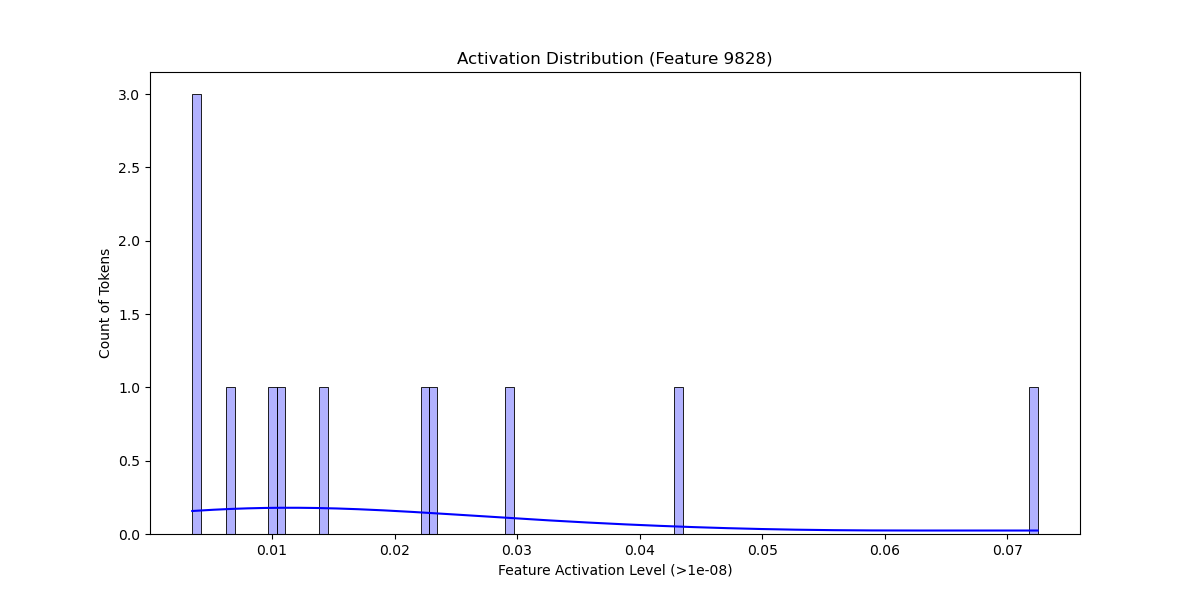 Activation Distribution (Feature 9828)
3.0
2.5
2.0
1.5
1.0
0.5
0.0
Count of Tokens
0.01 0.02 0.03 0.04 0.05 0.06 0.07
Feature Activation Level (>1e-08)